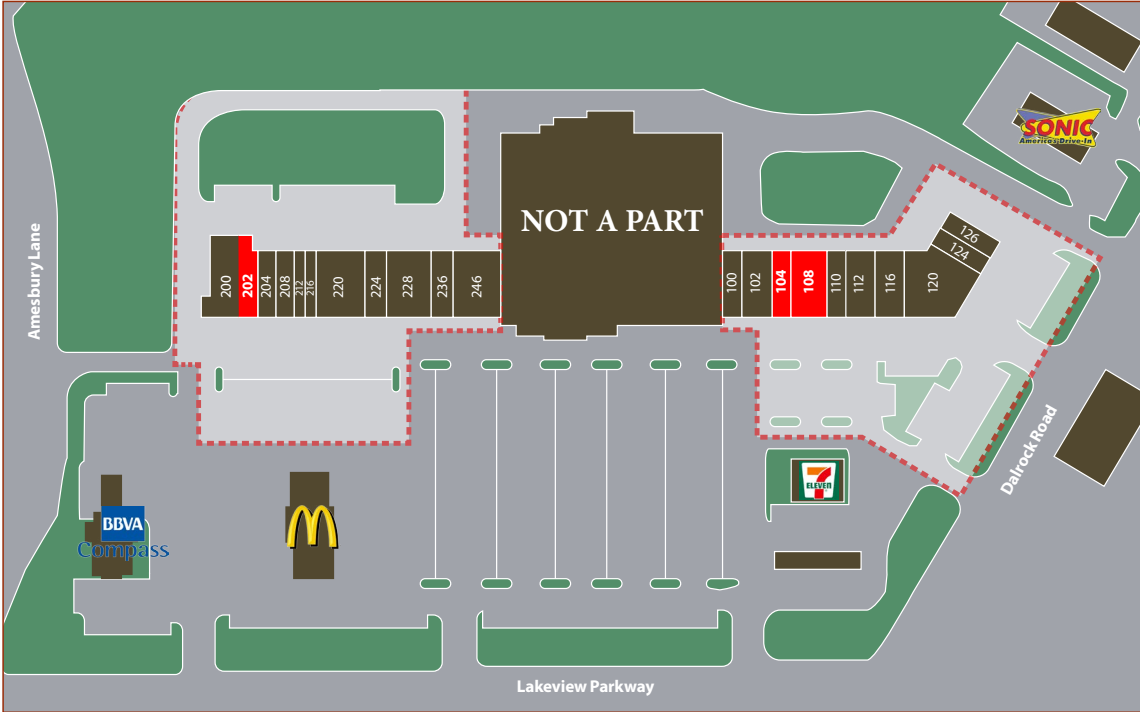 SONIC
America's Drive-In
NOT A PART
126
124
200
202
204
208
212
216
220
224
228
236
246
100
102
104
108
110
112
116
120
Amesbury Lane
Dalrock Road
7
ELEVEN
BBVA
Compass
M
Lakeview Parkway